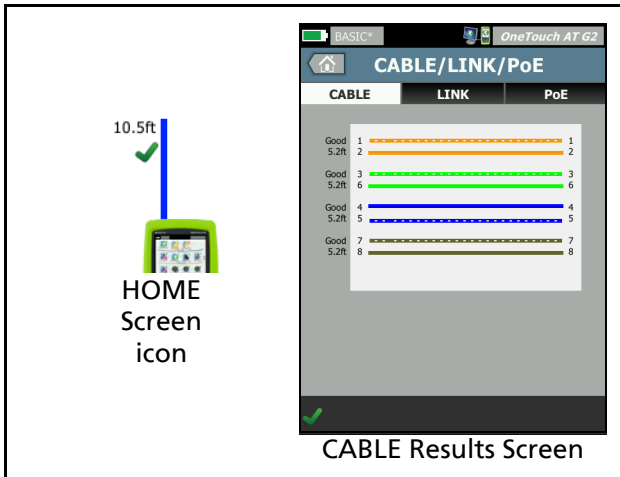 BASIC*
OneTouch AT G2
CABLE/LINK/PoE
CABLE LINK PoE
Good 1 1
5.2ft 2 2
Good 3 3
5.2ft 6 6
Good 4 4
5.2ft 5 5
Good 7 7
5.2ft 8 8
10.5ft
HOME
Screen
icon
CABLE Results Screen